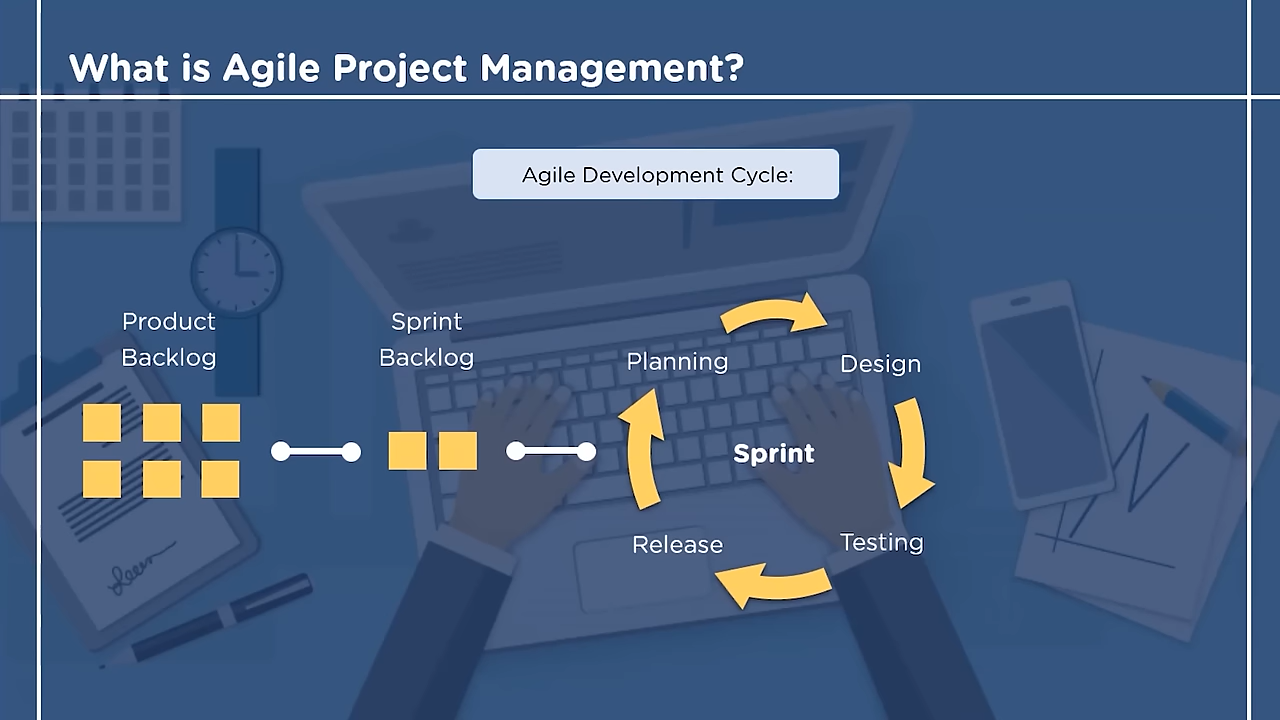 What is Agile Project Management?
Agile Development Cycle:
Product
Backlog
Sprint
Backlog
Planning
Design
Sprint
Release
Testing